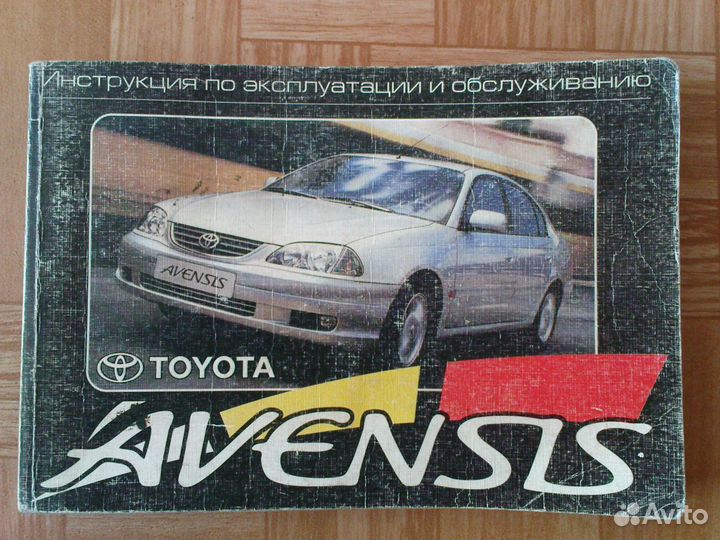 Инструкция по эксплуатации и обслуживанию
AVENSIS
TOYOTA
AVENSIS
Avito